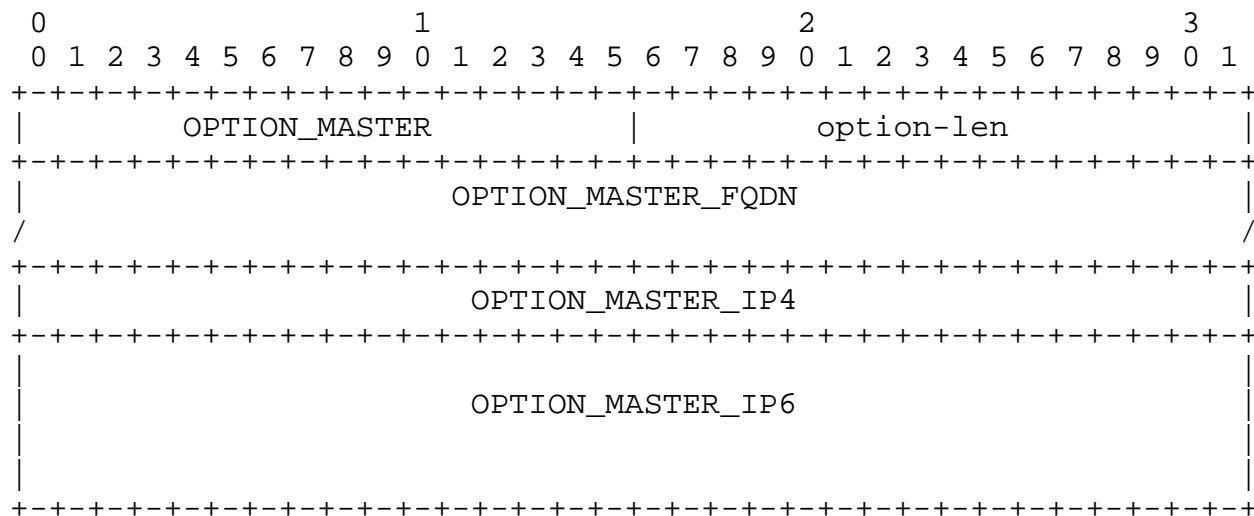 0                   1                   2                   3
 0 1 2 3 4 5 6 7 8 9 0 1 2 3 4 5 6 7 8 9 0 1 2 3 4 5 6 7 8 9 0 1
+-+-+-+-+-+-+-+-+-+-+-+-+-+-+-+-+-+-+-+-+-+-+-+-+-+-+-+-+-+-+-+-+
|        OPTION_MASTER          |         option-len            |
+-+-+-+-+-+-+-+-+-+-+-+-+-+-+-+-+-+-+-+-+-+-+-+-+-+-+-+-+-+-+-+-+
|                      OPTION_MASTER_FQDN                       |
/                                                               /
+-+-+-+-+-+-+-+-+-+-+-+-+-+-+-+-+-+-+-+-+-+-+-+-+-+-+-+-+-+-+-+-+
|                       OPTION_MASTER_IP4                       |
+-+-+-+-+-+-+-+-+-+-+-+-+-+-+-+-+-+-+-+-+-+-+-+-+-+-+-+-+-+-+-+-+
|                                                               |
|                       OPTION_MASTER_IP6                       |
|                                                               |
|                                                               |
+-+-+-+-+-+-+-+-+-+-+-+-+-+-+-+-+-+-+-+-+-+-+-+-+-+-+-+-+-+-+-+-+